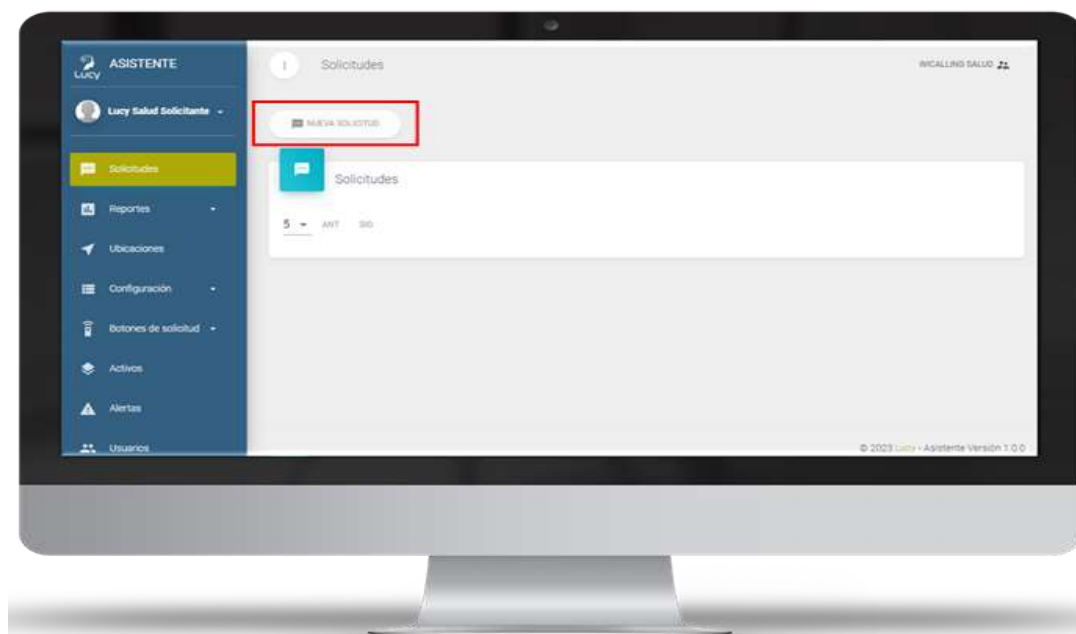 Lucy ASISTENTE
Lucy Salud Solicitante
Solicitudes
Reportes
Ubicaciones
Configuración
Botones de solicitud
Activos
Alertas
Usuarios
Solicitudes
WICALLING SALUD
NUEVA SOLICITUD
Solicitudes
5 ANT SIG
© 2023 Lucy - Asistente Versión 1.0.0